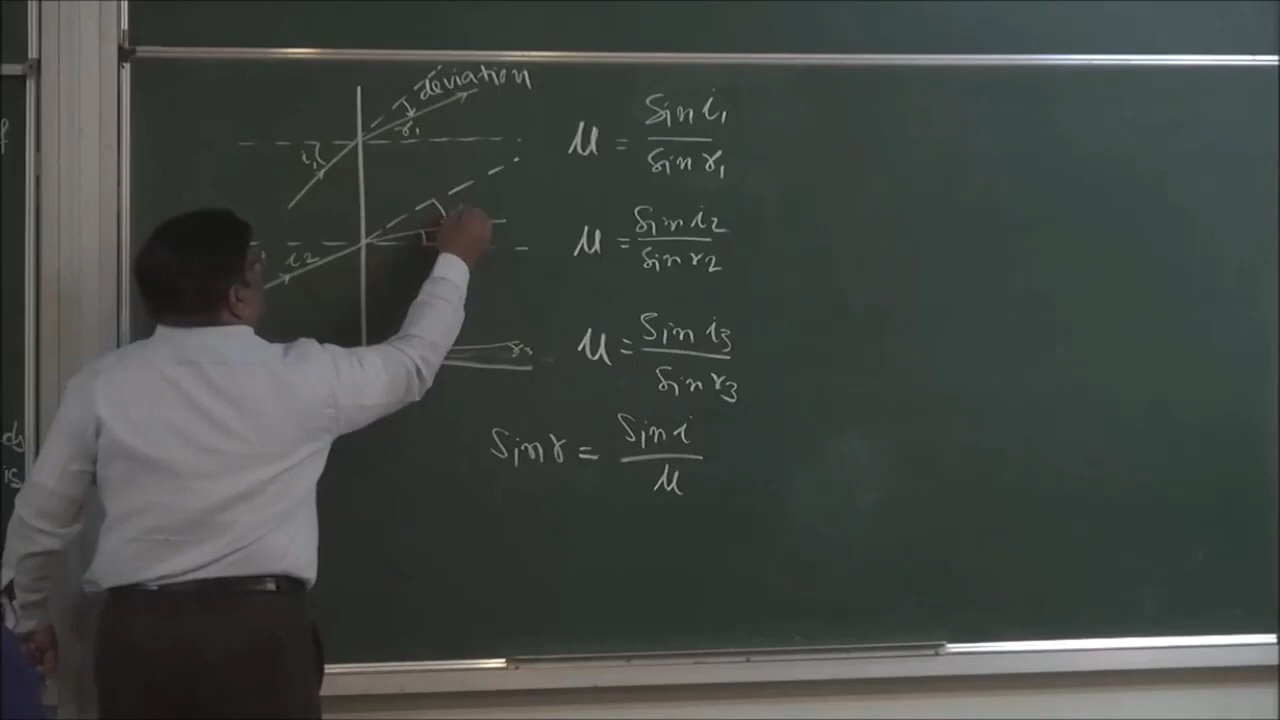 deviation
i₁
r₁
i₂
r₃
μ = Sin i₁ / Sin r₁
μ = Sin i₂ / Sin r₂
μ = Sin i₃ / Sin r₃
Sin r = Sin i / μ
is